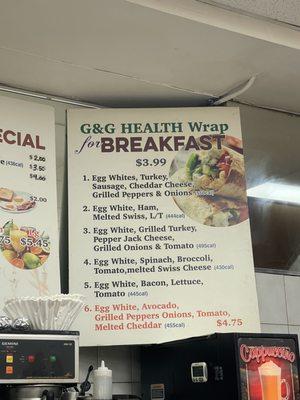 ECIAL
(430cal)
$2.00
$5.45
G&G HEALTH Wrap
for BREAKFAST
$3.99
1. Egg Whites, Turkey,
Sausage, Cheddar Cheese,
Grilled Peppers & Onions
2. Egg White, Ham,
Melted Swiss, L/T (444cal)
3. Egg White, Grilled Turkey,
Pepper Jack Cheese,
Grilled Onions & Tomato (495cal)
4. Egg White, Spinach, Broccoli,
Tomato,melted Swiss Cheese (430cal)
5. Egg White, Bacon, Lettuce,
Tomato (445cal)
6. Egg White, Avocado,
Grilled Peppers Onions, Tomato,
Melted Cheddar (455cal) $4.75
GEMINI
Cappuccino